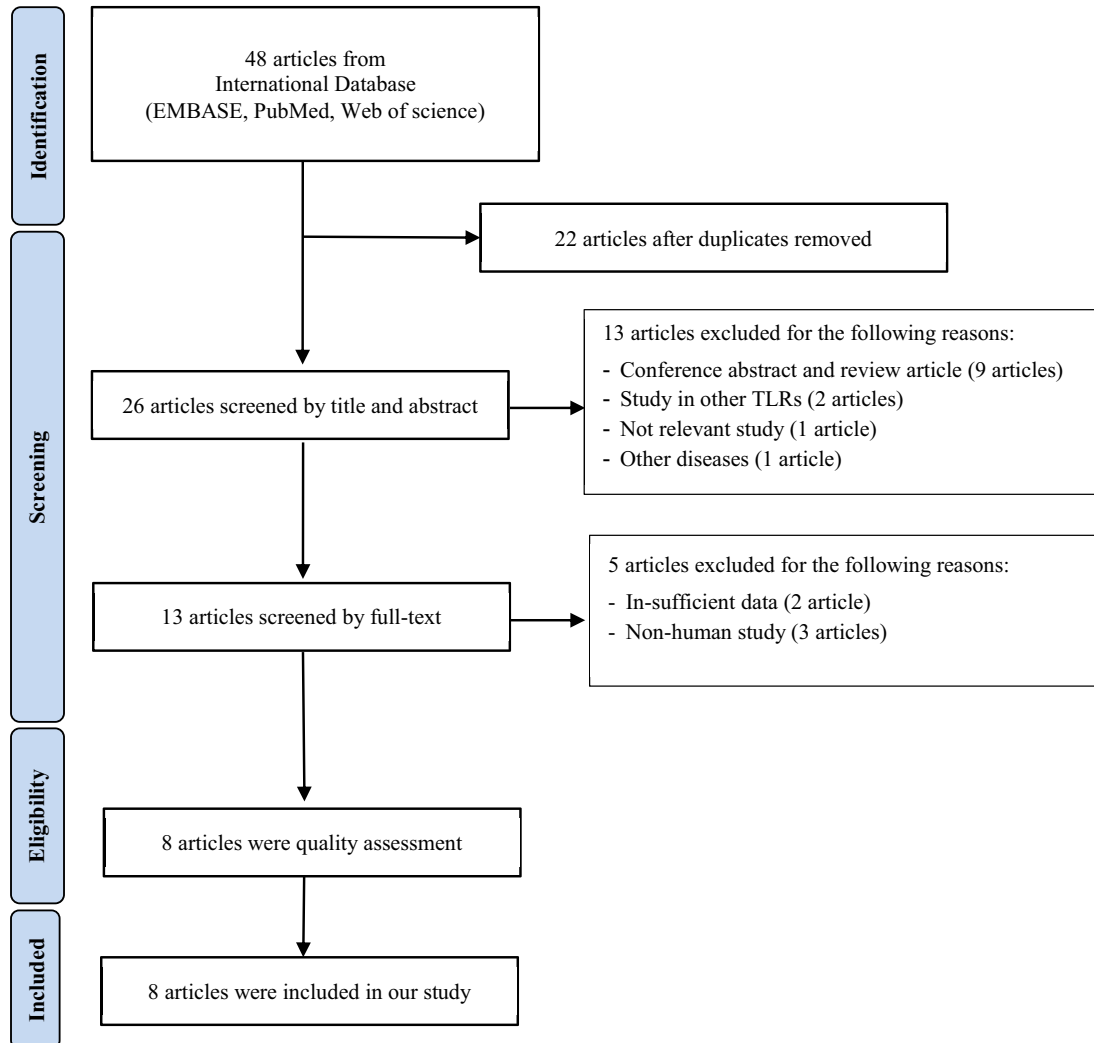 Identification
48 articles from
International Database
(EMBASE, PubMed, Web of science)
22 articles after duplicates removed
Screening
26 articles screened by title and abstract
13 articles excluded for the following reasons:
- Conference abstract and review article (9 articles)
- Study in other TLRs (2 articles)
- Not relevant study (1 article)
- Other diseases (1 article)
13 articles screened by full-text
5 articles excluded for the following reasons:
- In-sufficient data (2 article)
- Non-human study (3 articles)
Eligibility
8 articles were quality assessment
Included
8 articles were included in our study